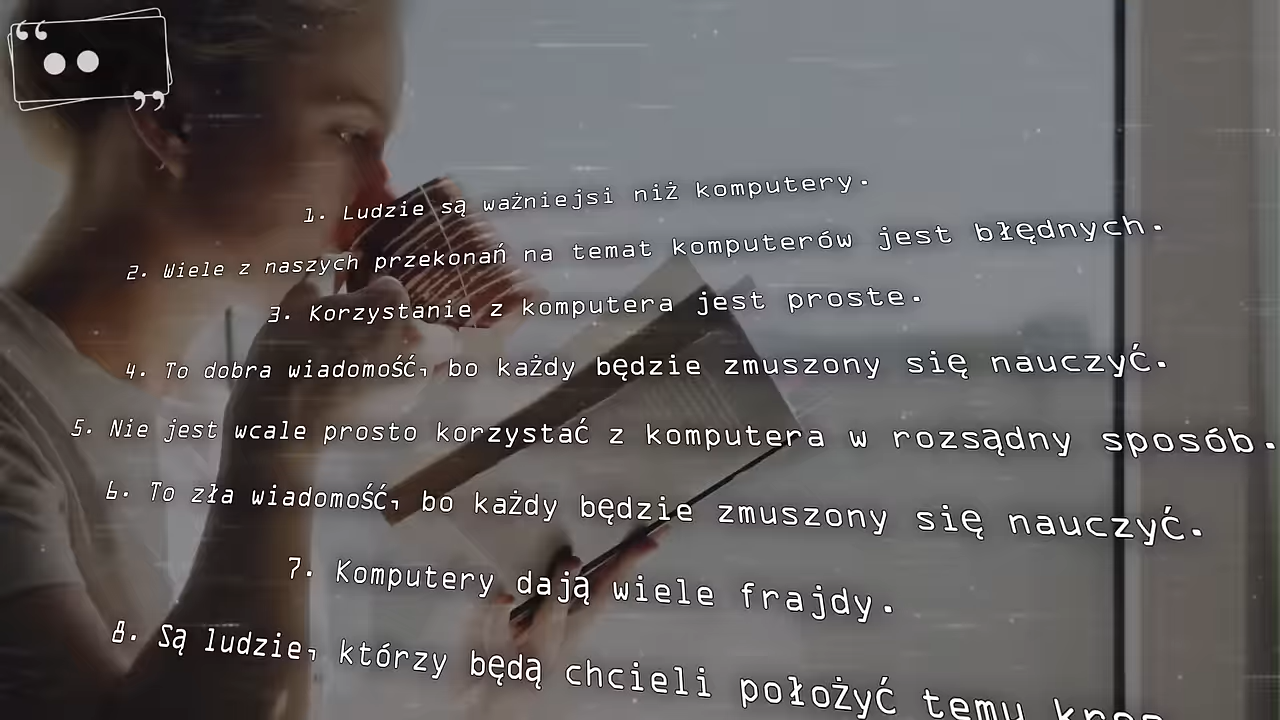 1. Ludzie są ważniejsi niż komputery.
2. Wiele z naszych przekonań na temat komputerów jest błędnych.
3. Korzystanie z komputera jest proste.
4. To dobra wiadomość, bo każdy będzie zmuszony się nauczyć.
5. Nie jest wcale prosto korzystać z komputera w rozsądny sposób.
6. To zła wiadomość, bo każdy będzie zmuszony się nauczyć.
7. Komputery dają wiele frajdy.
8. Są ludzie, którzy będą chcieli położyć temu